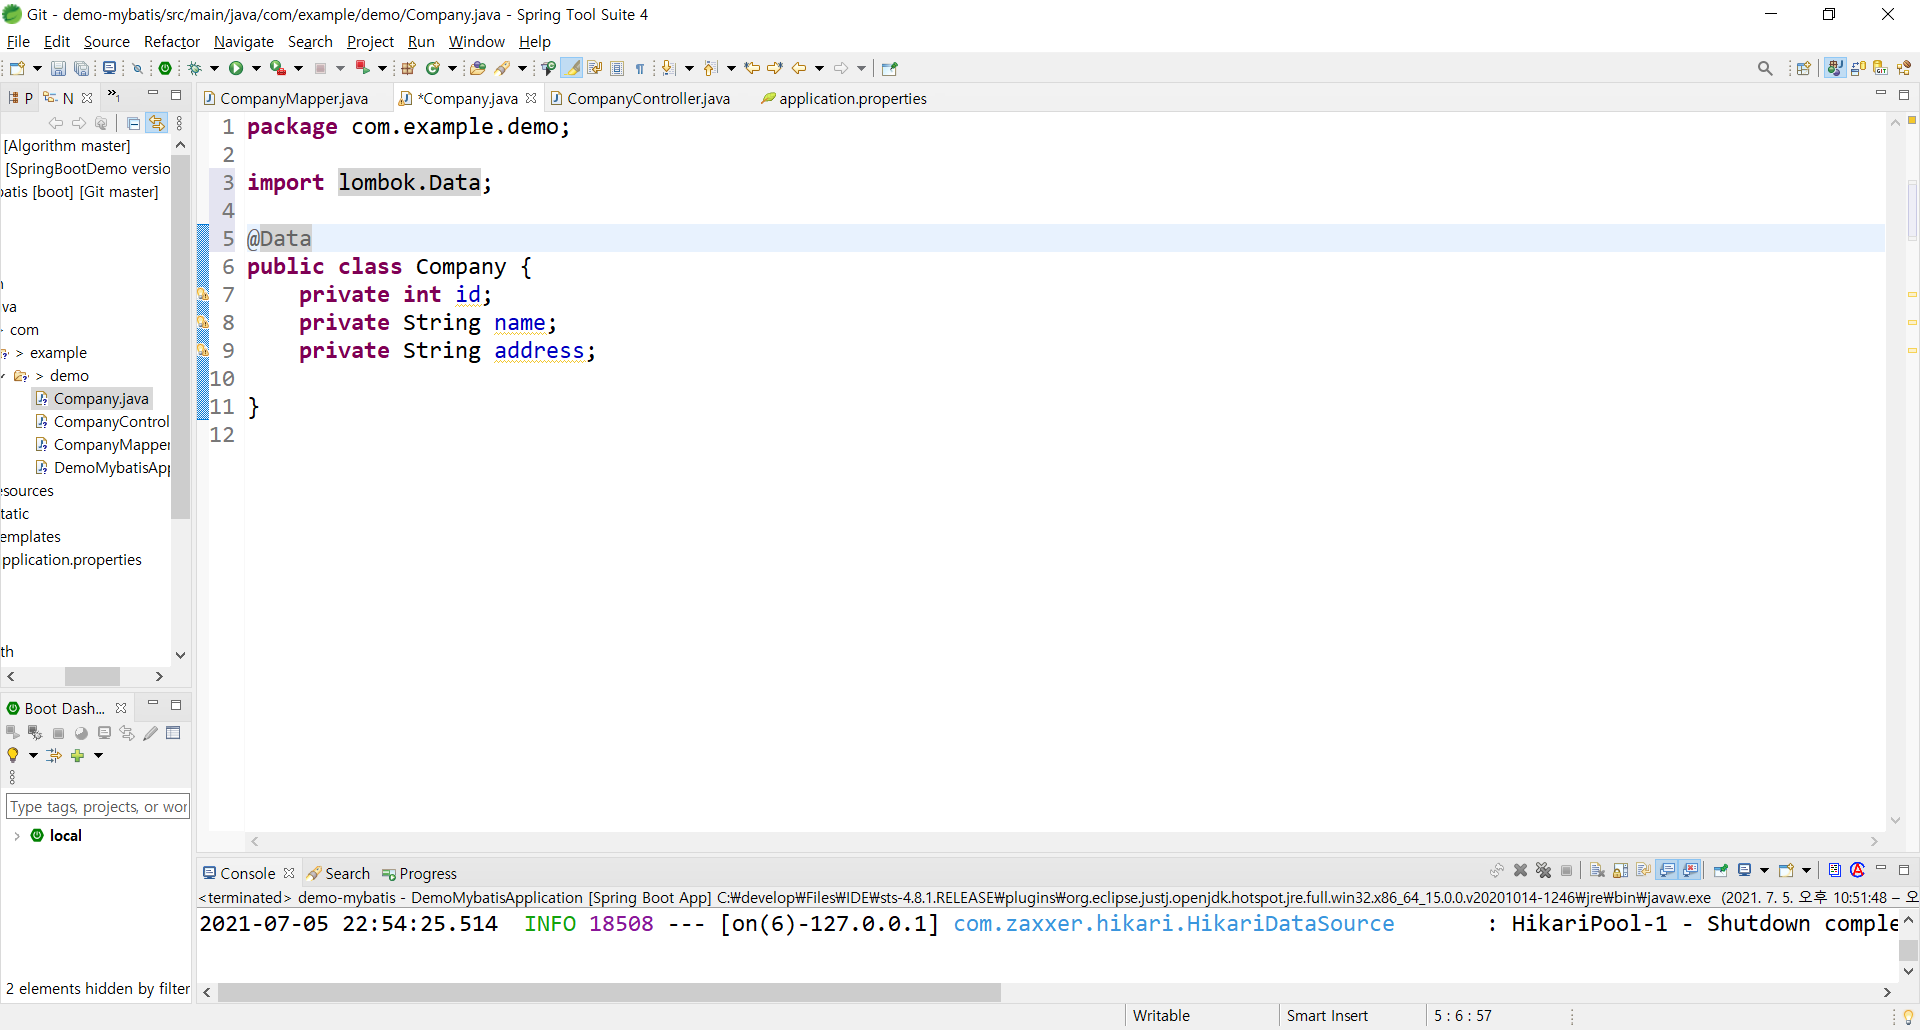 Git - demo-mybatis/src/main/java/com/example/demo/Company.java - Spring Tool Suite 4
File Edit Source Refactor Navigate Search Project Run Window Help
P N »1
CompanyMapper.java *Company.java CompanyController.java application.properties
[Algorithm master]
[SpringBootDemo versio
atis [boot] [Git master]
va
com
> example
> demo
Company.java
CompanyControl
CompanyMapper
DemoMybatisApp
esources
tatic
emplates
pplication.properties
th
1 package com.example.demo;
2
3 import lombok.Data;
4
5 @Data
6 public class Company {
7 private int id;
8 private String name;
9 private String address;
10
11 }
12
Boot Dash...
Type tags, projects, or wor
local
2 elements hidden by filter
Console Search Progress
<terminated> demo-mybatis - DemoMybatisApplication [Spring Boot App] C:₩develop₩Files₩IDE₩sts-4.8.1.RELEASE₩plugins₩org.eclipse.justj.openjdk.hotspot.jre.full.win32.x86_64_15.0.0.v20201014-1246₩jre₩bin₩javaw.exe (2021. 7. 5. 오후 10:51:48 – 오
2021-07-05 22:54:25.514 INFO 18508 --- [on(6)-127.0.0.1] com.zaxxer.hikari.HikariDataSource : HikariPool-1 - Shutdown comple
Writable Smart Insert 5 : 6 : 57